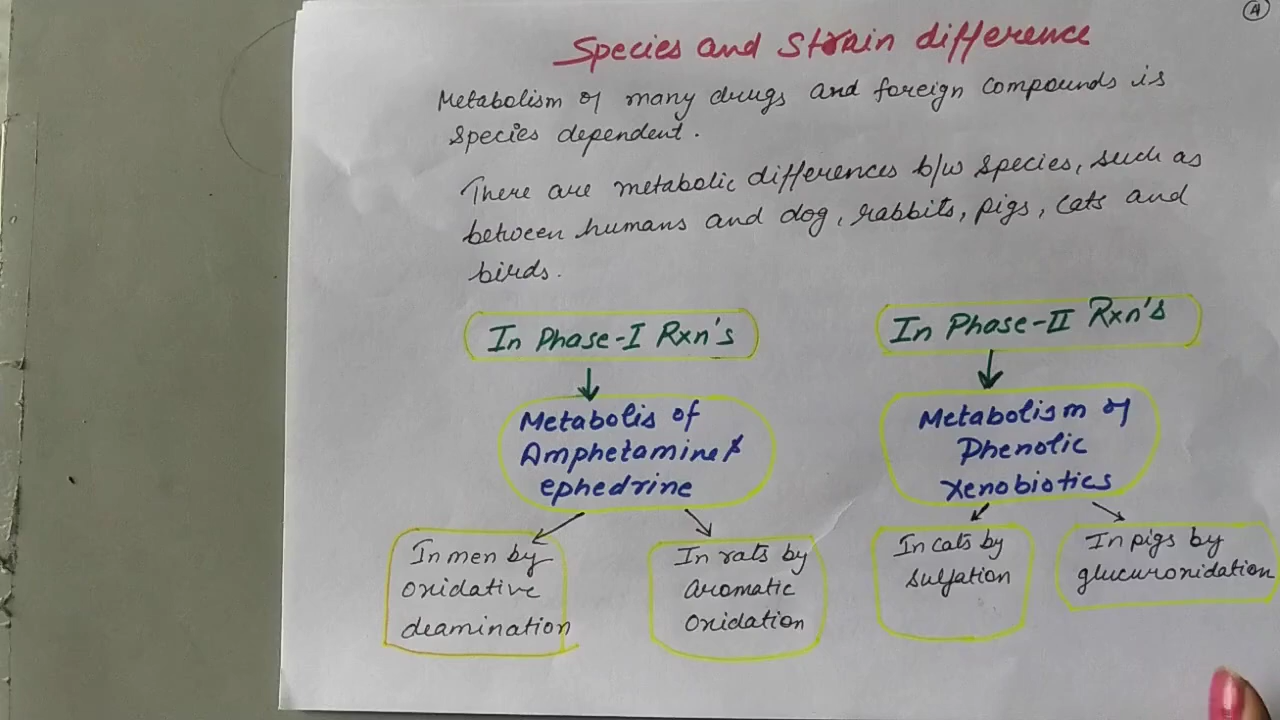 4
Species and Strain difference
Metabolism of many drugs and foreign compounds is
species dependent.
There are metabolic differences b/w species, such as
between humans and dog, rabbits, pigs, cats and
birds.
In Phase-I Rxn's
Metabolis of
Amphetamine &
ephedrine
In men by
oxidative
deamination
In rats by
aromatic
oxidation
In Phase-II Rxn's
Metabolism of
Phenolic
Xenobiotics
In cats by
sulfation
In pigs by
glucuronidation